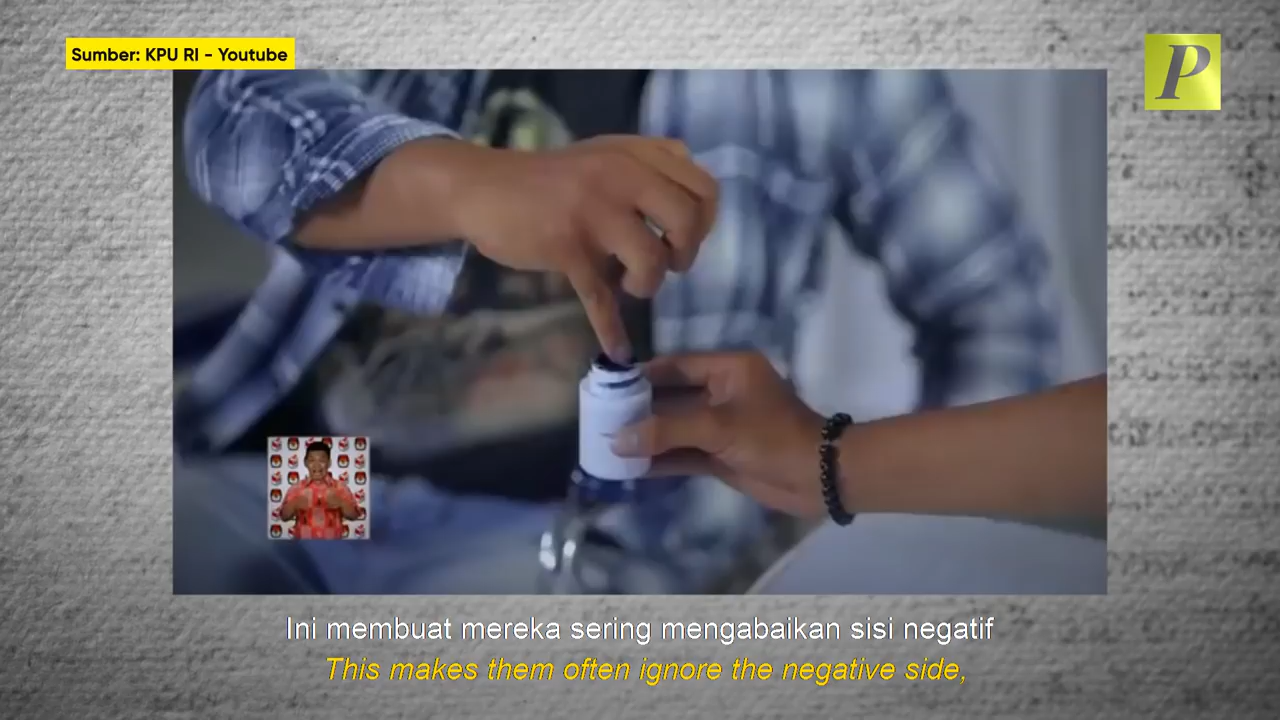 Sumber: KPU RI - Youtube
P
Ini membuat mereka sering mengabaikan sisi negatif
This makes them often ignore the negative side,